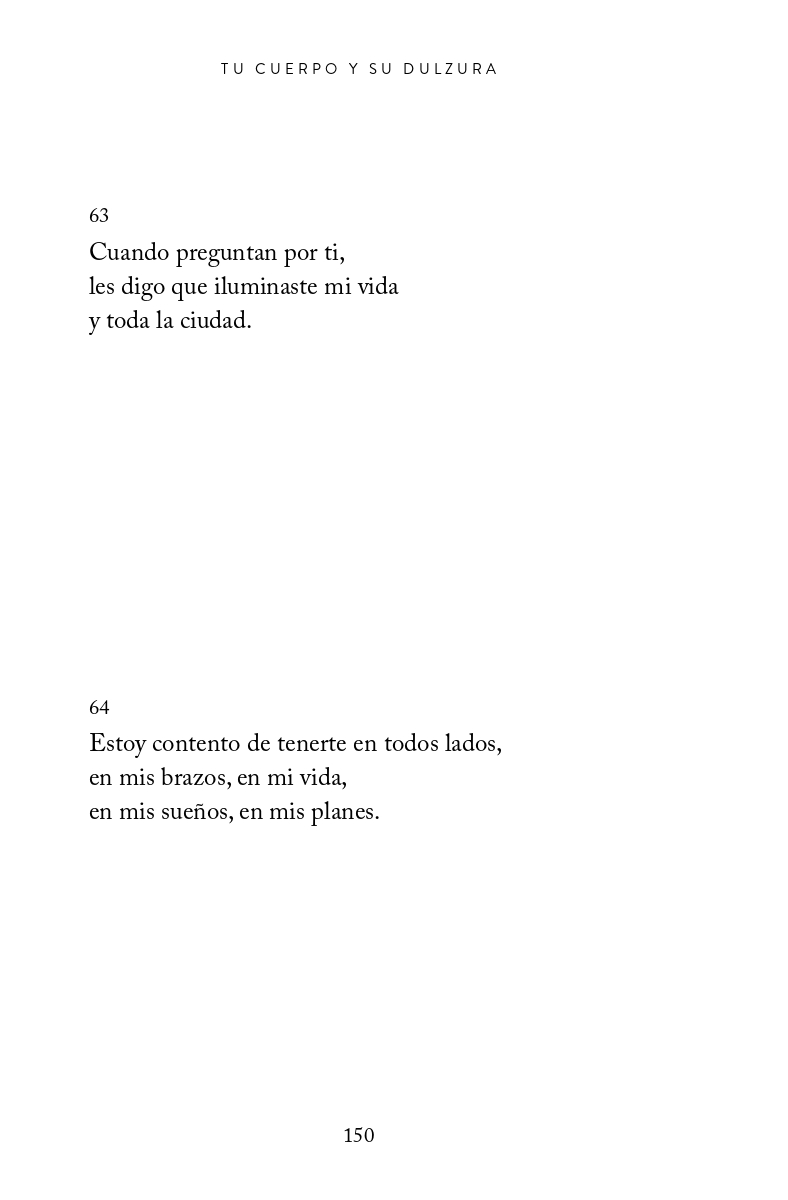 TU CUERPO Y SU DULZURA
63
Cuando preguntan por ti,
les digo que iluminaste mi vida
y toda la ciudad.
64
Estoy contento de tenerte en todos lados,
en mis brazos, en mi vida,
en mis sueños, en mis planes.
150